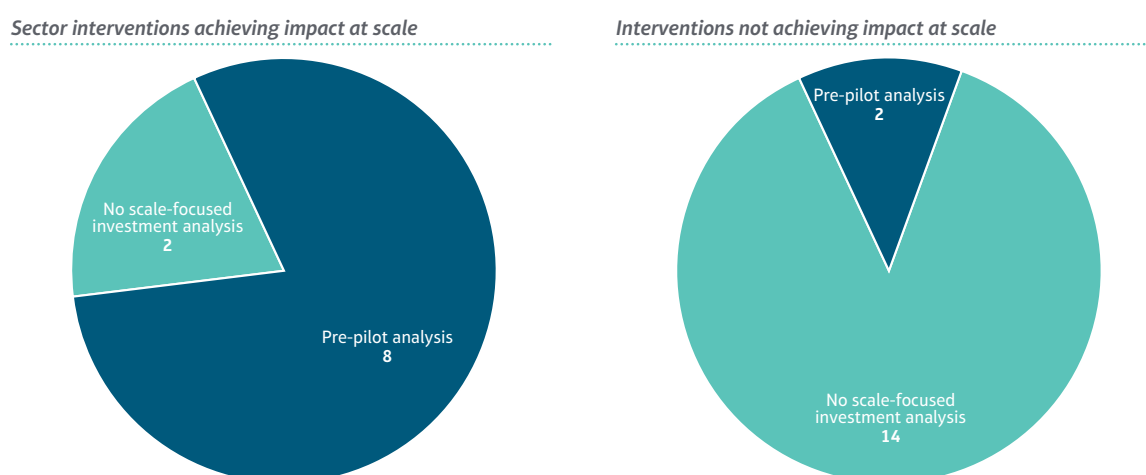 Sector interventions achieving impact at scale
No scale-focused
investment analysis
2
Pre-pilot analysis
8
Interventions not achieving impact at scale
Pre-pilot analysis
2
No scale-focused
investment analysis
14